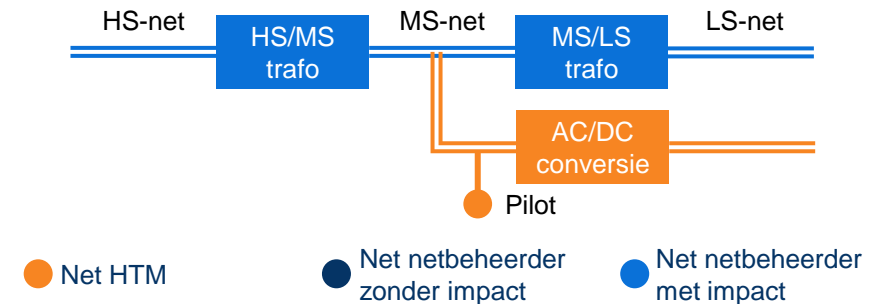 HS-net
MS-net
LS-net
HS/MS
trafo
MS/LS
trafo
AC/DC
conversie
Pilot
Net HTM
Net netbeheerder
zonder impact
Net netbeheerder
met impact